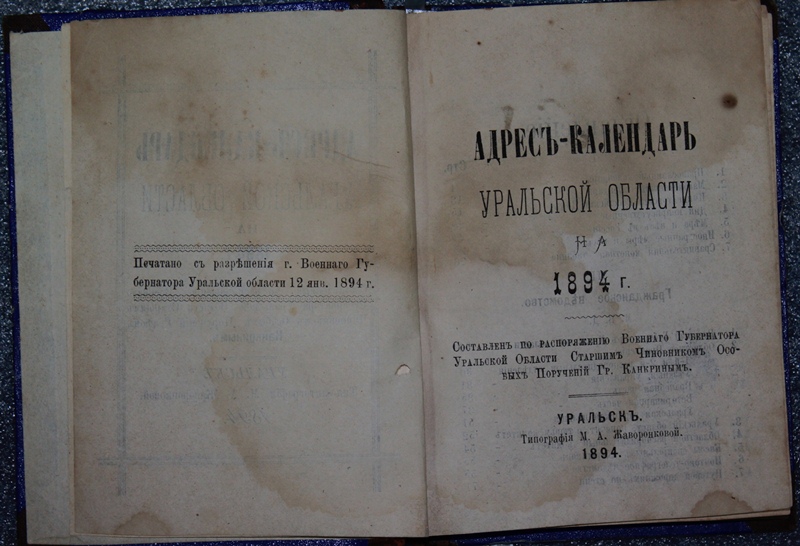 Печатано съ разрѣшенія г. Военнаго Гу-
бернатора Уральской области 12 янв. 1894 г.
АДРЕСЪ-КАЛЕНДАРЬ
УРАЛЬСКОЙ ОБЛАСТИ
НА
1894 г.
Составленъ по распоряженію Военнаго Губернатора
Уральской Области Старшимъ Чиновникомъ Осо-
быхъ Порученій Гр. Канкринымъ.
УРАЛЬСКЪ.
Типографія М. А. Жаворонковой.
1894.